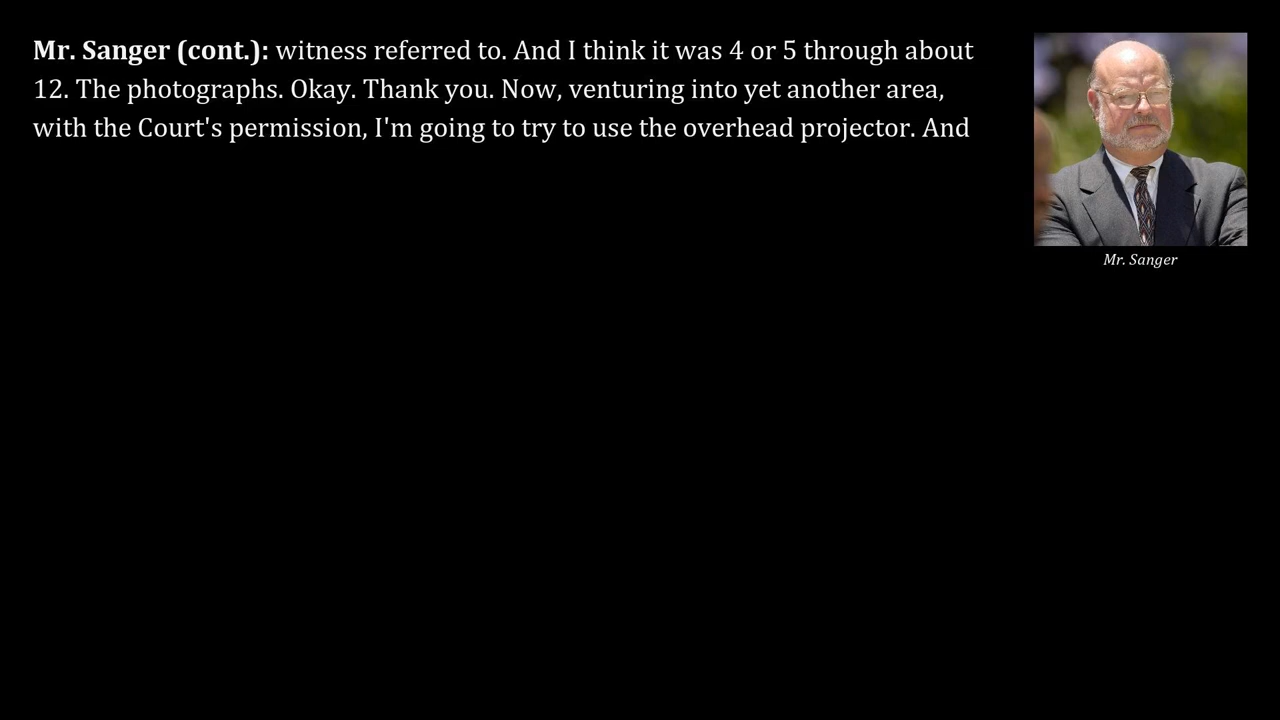 Mr. Sanger (cont.): witness referred to. And I think it was 4 or 5 through about
12. The photographs. Okay. Thank you. Now, venturing into yet another area,
with the Court's permission, I'm going to try to use the overhead projector. And
Mr. Sanger